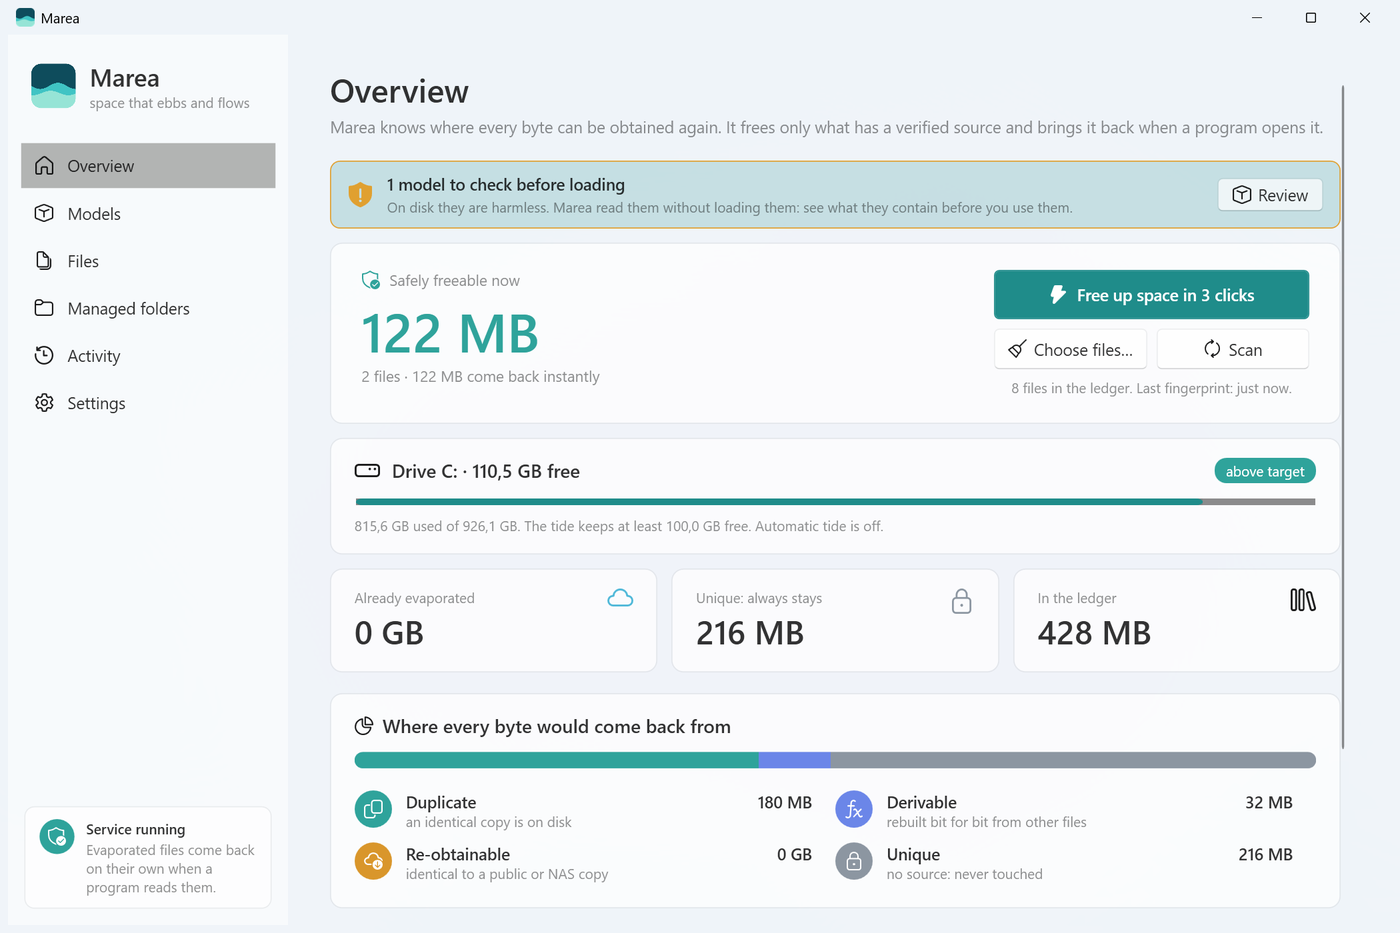 Marea
Marea
space that ebbs and flows
Overview
Models
Files
Managed folders
Activity
Settings
Service running
Evaporated files come back
on their own when a
program reads them.
Overview
Marea knows where every byte can be obtained again. It frees only what has a verified source and brings it back when a program opens it.
1 model to check before loading
On disk they are harmless. Marea read them without loading them: see what they contain before you use them.
Review
Safely freeable now
122 MB
2 files · 122 MB come back instantly
Free up space in 3 clicks
Choose files...
Scan
8 files in the ledger. Last fingerprint: just now.
Drive C: · 110,5 GB free
above target
815,6 GB used of 926,1 GB. The tide keeps at least 100,0 GB free. Automatic tide is off.
Already evaporated
0 GB
Unique: always stays
216 MB
In the ledger
428 MB
Where every byte would come back from
Duplicate
180 MB
an identical copy is on disk
Derivable
32 MB
rebuilt bit for bit from other files
Re-obtainable
0 GB
identical to a public or NAS copy
Unique
216 MB
no source: never touched